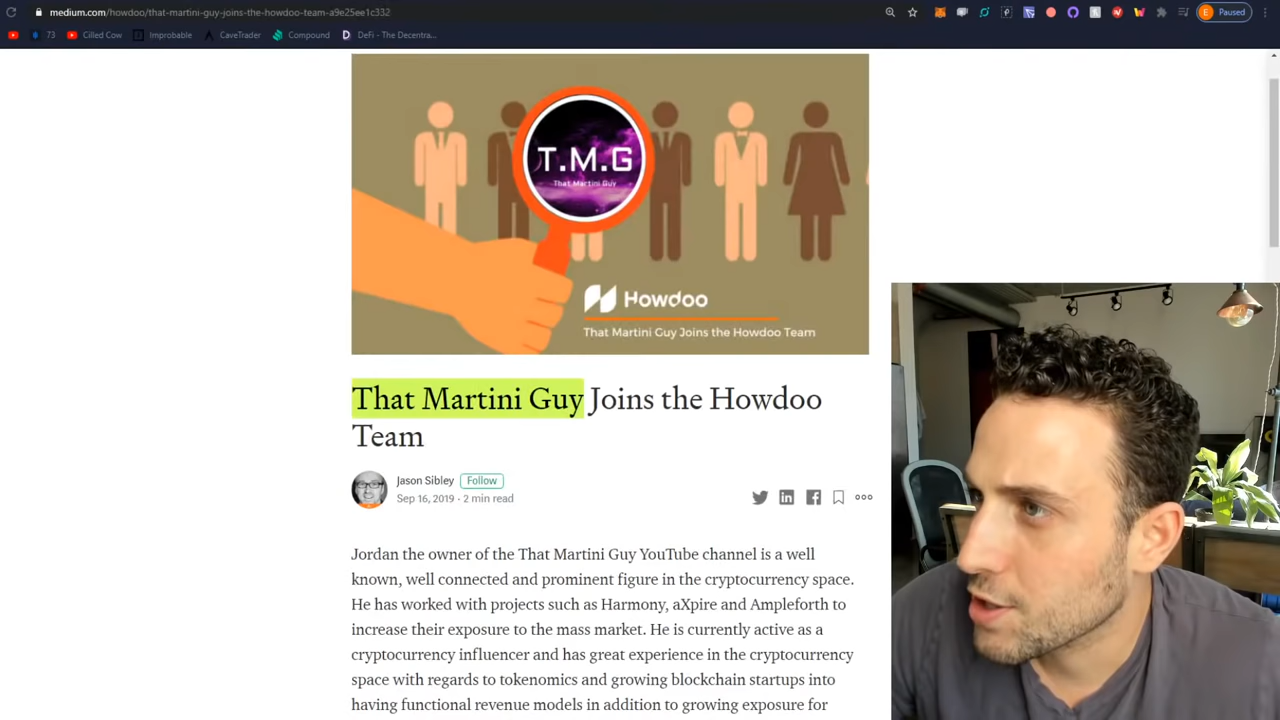 medium.com/howdoo/that-martini-guy-joins-the-howdoo-team-a9e25ee1c332
Paused
73
Cilled Cow
Improbable
CaveTrader
Compound
DeFi - The Decentra...
T.M.G
That Martini Guy
Howdoo
That Martini Guy Joins the Howdoo Team
That Martini Guy Joins the Howdoo
Team
Jason Sibley Follow
Sep 16, 2019 · 2 min read
Jordan the owner of the That Martini Guy YouTube channel is a well
known, well connected and prominent figure in the cryptocurrency space.
He has worked with projects such as Harmony, aXpire and Ampleforth to
increase their exposure to the mass market. He is currently active as a
cryptocurrency influencer and has great experience in the cryptocurrency
space with regards to tokenomics and growing blockchain startups into
having functional revenue models in addition to growing exposure for